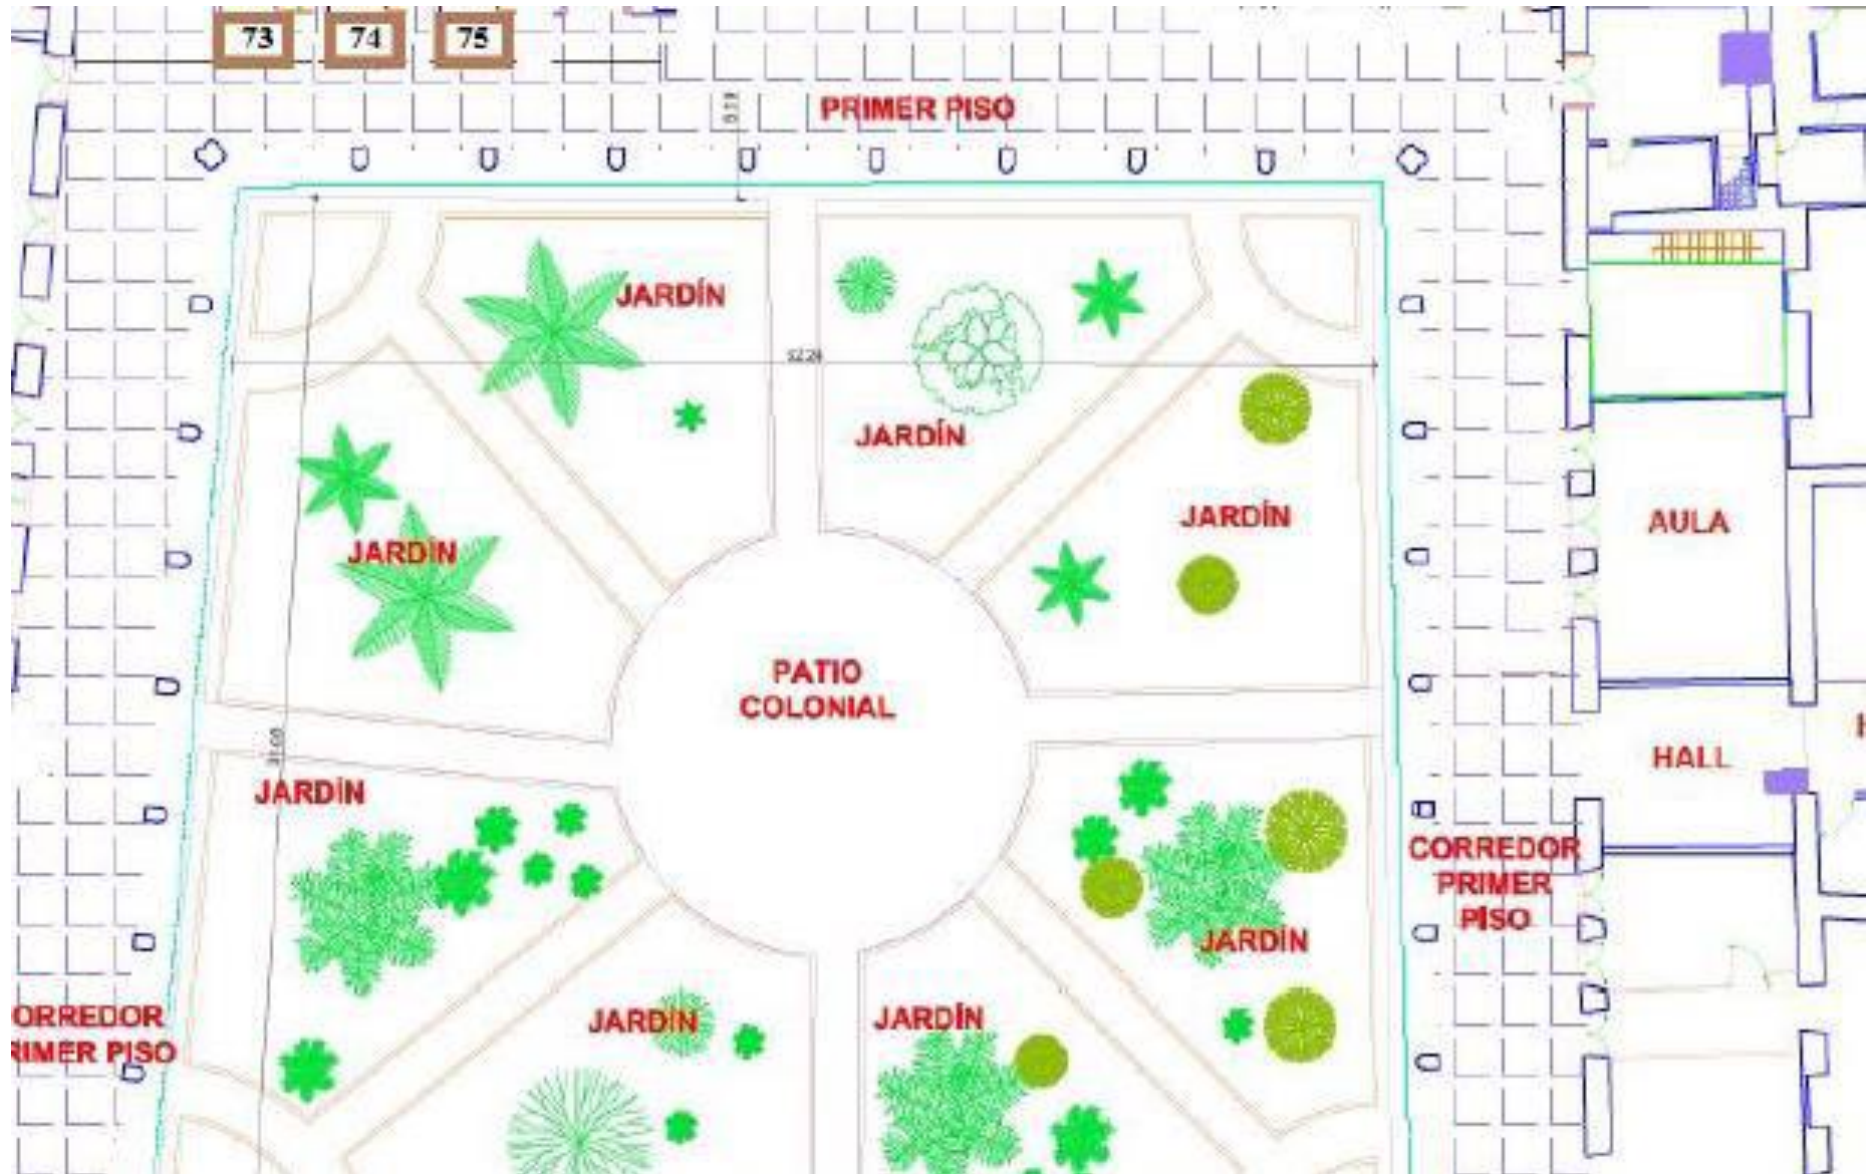 73 74 75
PRIMER PISO
JARDÍN
JARDÍN
JARDÍN
JARDÍN
AULA
PATIO
COLONIAL
HALL
JARDÍN
CORREDOR
PRIMER
PISO
JARDÍN
ORREDOR
RIMER PISO
JARDÍN
JARDÍN